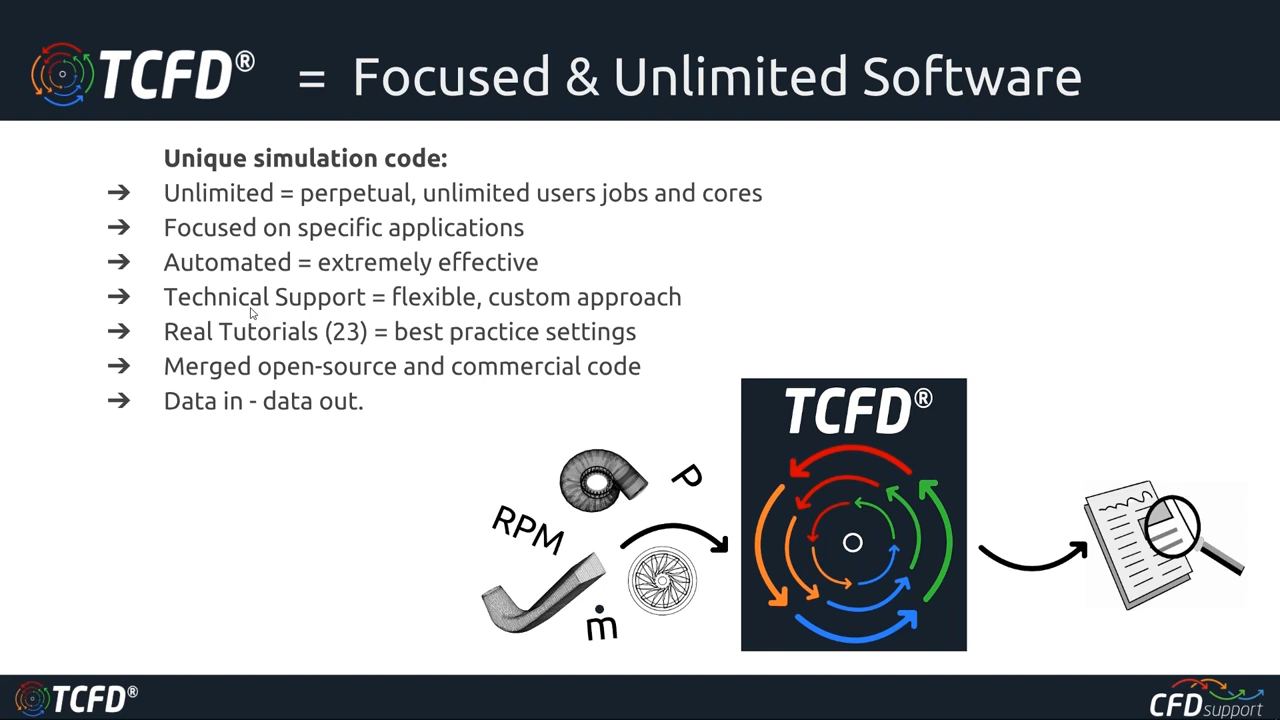 TCFD® = Focused & Unlimited Software
Unique simulation code:
➔ Unlimited = perpetual, unlimited users jobs and cores
➔ Focused on specific applications
➔ Automated = extremely effective
➔ Technical Support = flexible, custom approach
➔ Real Tutorials (23) = best practice settings
➔ Merged open-source and commercial code
➔ Data in - data out.
TCFD®
P
RPM
ṁ
TCFD®
CFD support